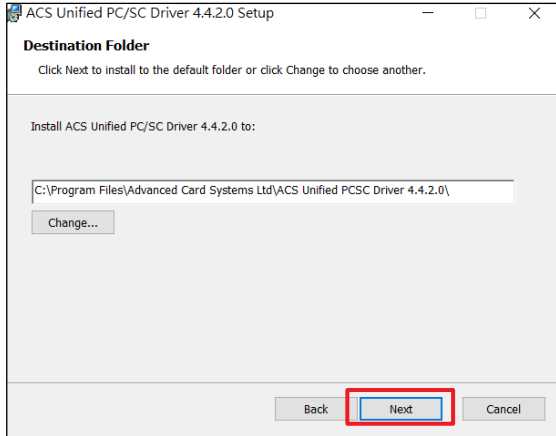 ACS Unified PC/SC Driver 4.4.2.0 Setup
Destination Folder
Click Next to install to the default folder or click Change to choose another.
Install ACS Unified PC/SC Driver 4.4.2.0 to:
C:\Program Files\Advanced Card Systems Ltd\ACS Unified PCSC Driver 4.4.2.0\
Change...
Back Next Cancel